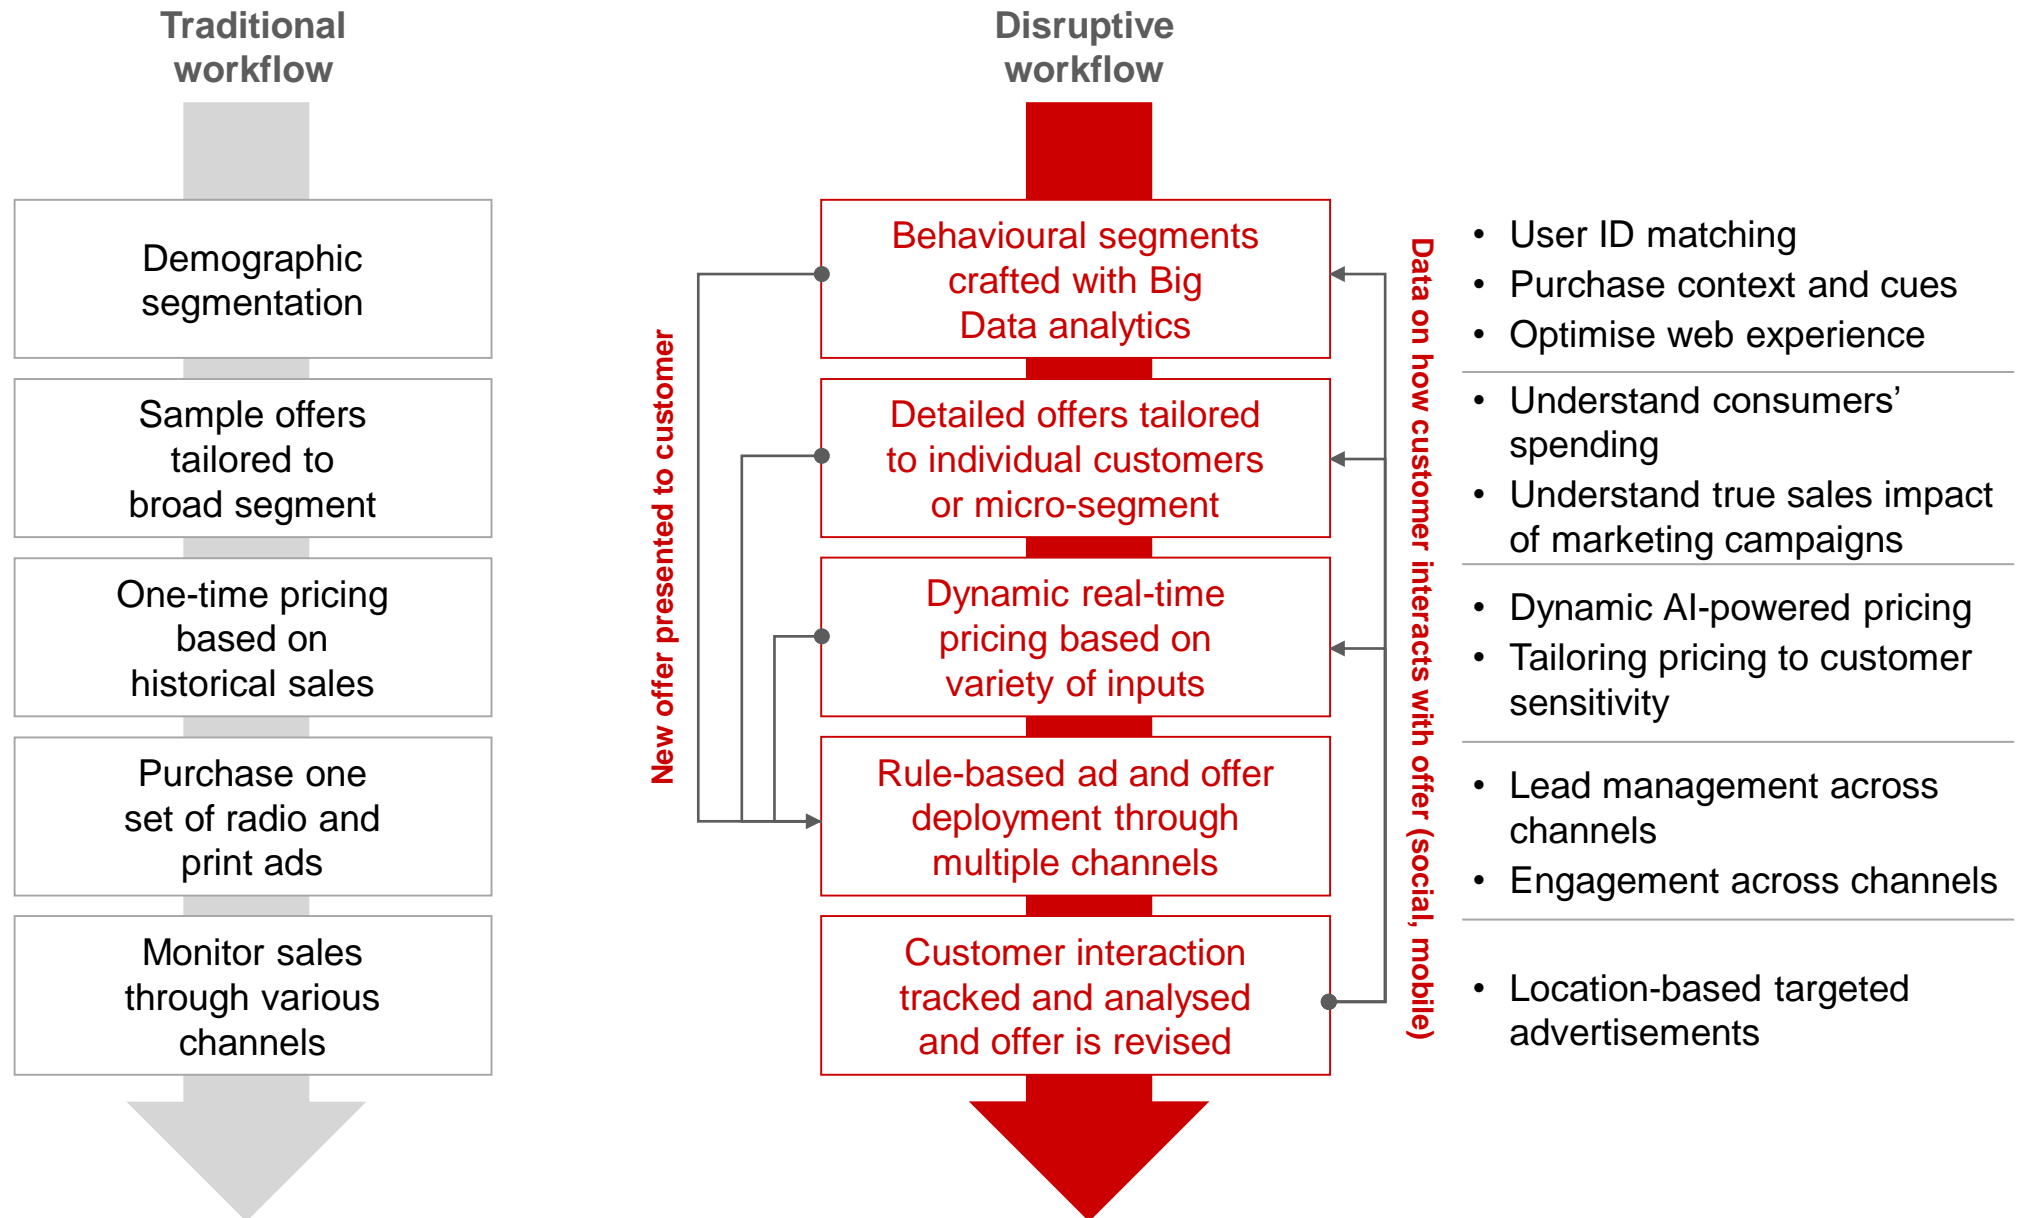 Traditional
workflow
Demographic
segmentation
Sample offers
tailored to
broad segment
One-time pricing
based on
historical sales
Purchase one
set of radio and
print ads
Monitor sales
through various
channels
Disruptive
workflow
New offer presented to customer
Behavioural segments
crafted with Big
Data analytics
Detailed offers tailored
to individual customers
or micro-segment
Dynamic real-time
pricing based on
variety of inputs
Rule-based ad and offer
deployment through
multiple channels
Customer interaction
tracked and analysed
and offer is revised
Data on how customer interacts with offer (social, mobile)
• User ID matching
• Purchase context and cues
• Optimise web experience
• Understand consumers’
spending
• Understand true sales impact
of marketing campaigns
• Dynamic AI-powered pricing
• Tailoring pricing to customer
sensitivity
• Lead management across
channels
• Engagement across channels
• Location-based targeted
advertisements